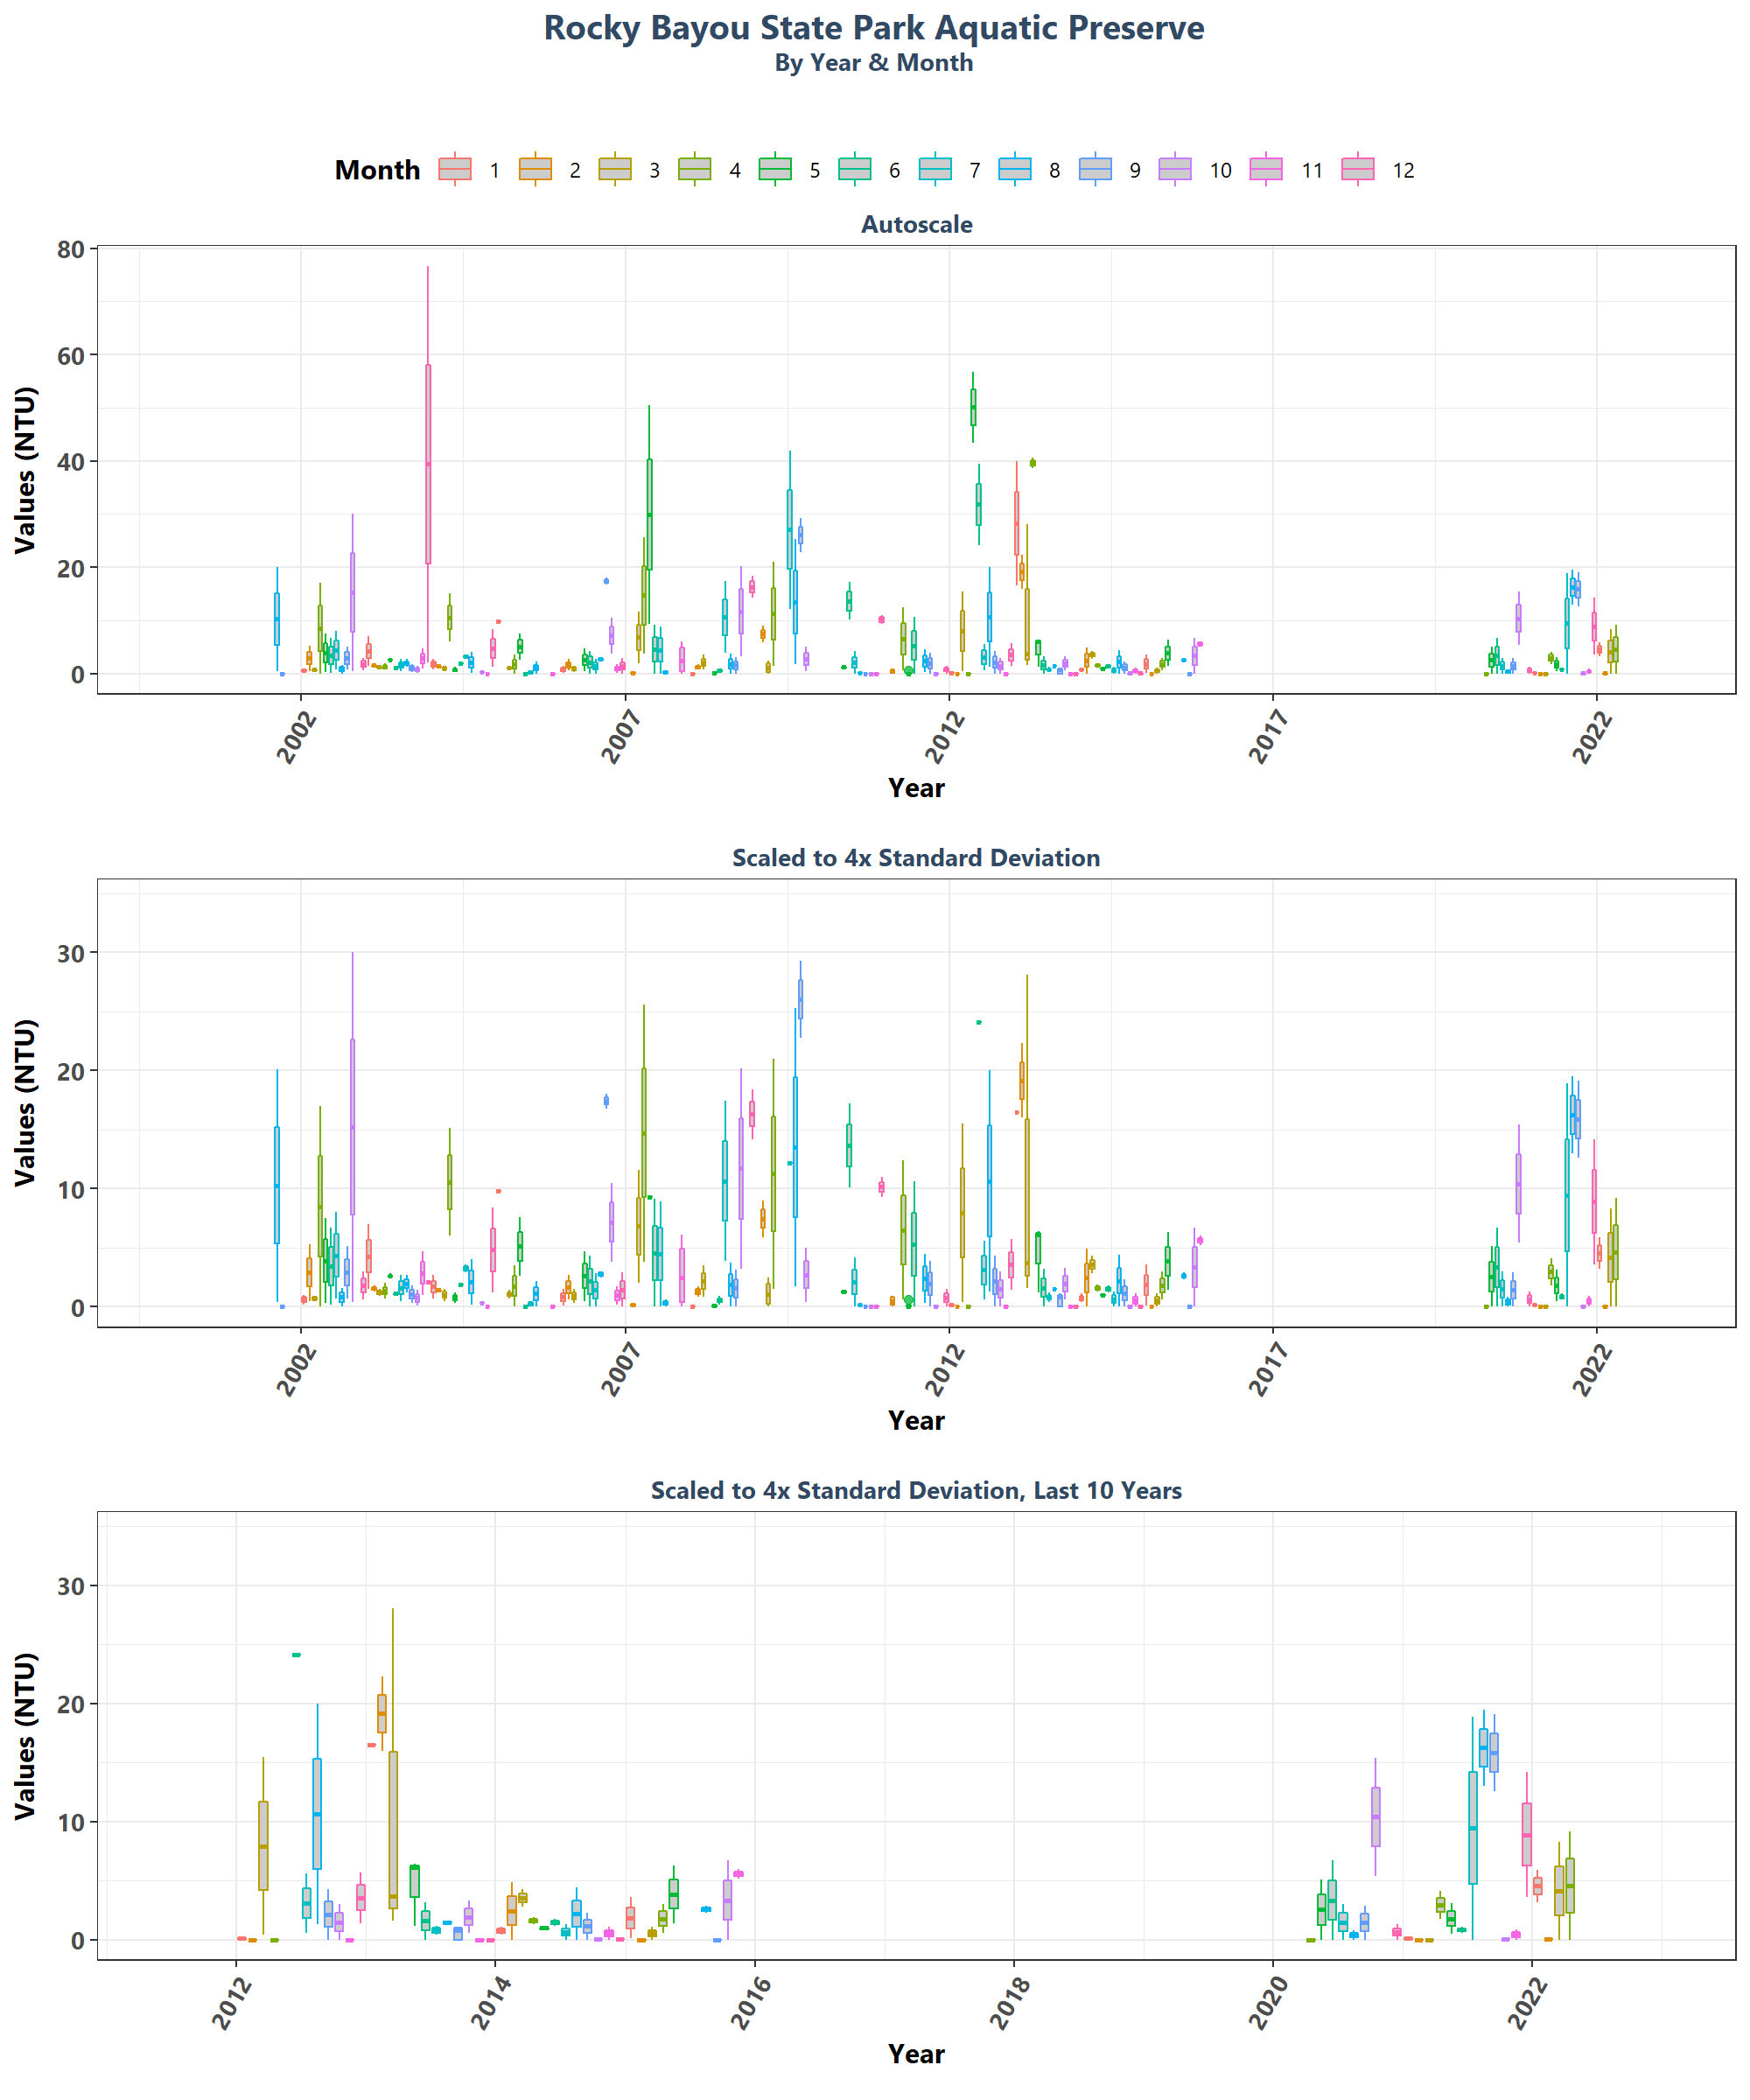 Rocky Bayou State Park Aquatic Preserve
By Year & Month
Month 1 2 3 4 5 6 7 8 9 10 11 12
Autoscale
Values (NTU)
80
60
40
20
0
2002 2007 2012 2017 2022
Year
Scaled to 4x Standard Deviation
Values (NTU)
30
20
10
0
2002 2007 2012 2017 2022
Year
Scaled to 4x Standard Deviation, Last 10 Years
Values (NTU)
30
20
10
0
2012 2014 2016 2018 2020 2022
Year